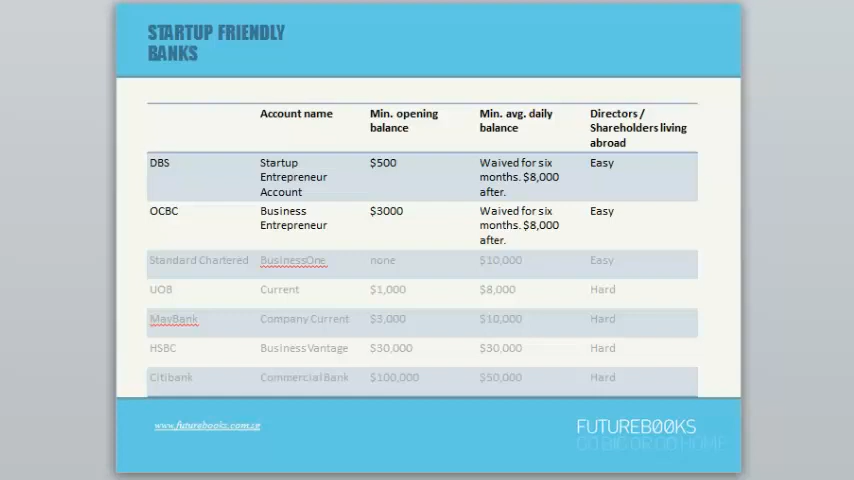 STARTUP FRIENDLY
BANKS
Account name Min. opening balance Min. avg. daily balance Directors / Shareholders living abroad
DBS Startup Entrepreneur Account $500 Waived for six months. $8,000 after. Easy
OCBC Business Entrepreneur $3000 Waived for six months. $8,000 after. Easy
Standard Chartered BusinessOne none $10,000 Easy
UOB Current $1,000 $8,000 Hard
MayBank Company Current $3,000 $10,000 Hard
HSBC BusinessVantage $30,000 $30,000 Hard
Citibank CommercialBank $100,000 $50,000 Hard
www.futurebooks.com.sg
FUTUREB00KS
GO BIG OR GO HOME